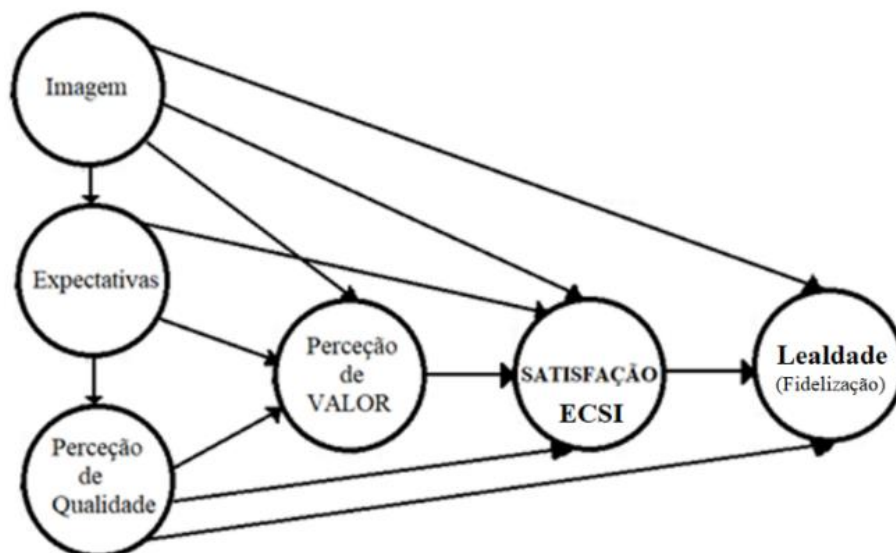 Imagem
Expectativas
Perceção
de
VALOR
SATISFAÇÃO
ECSI
Lealdade
(Fidelização)
Perceção
de
Qualidade